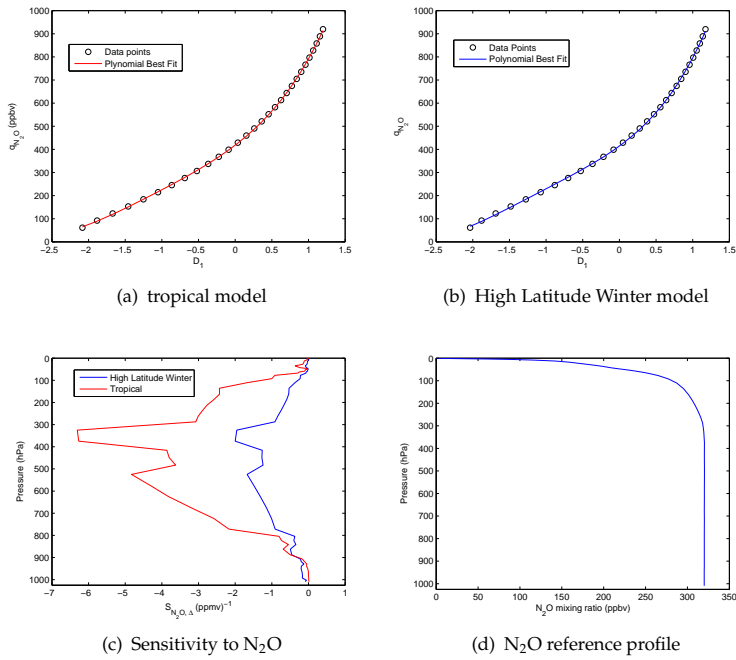 1000
900
800
700
600
500
400
300
200
100
0
q_N₂O (ppbv)
Data points
Plynomial Best Fit
−2.5 −2 −1.5 −1 −0.5 0 0.5 1 1.5
D₁
(a) tropical model
1000
900
800
700
600
500
400
300
200
100
0
q_N₂O
Data Points
Polynomial Best Fit
−2.5 −2 −1.5 −1 −0.5 0 0.5 1 1.5
D₁
(b) High Latitude Winter model
0
100
200
300
400
500
600
700
800
900
1000
Pressure (hPa)
High Latitude Winter
Tropical
−7 −6 −5 −4 −3 −2 −1 0 1
S_N₂O, Δ (ppmv)⁻¹
(c) Sensitivity to N₂O
0
100
200
300
400
500
600
700
800
900
1000
Pressure (hPa)
0 50 100 150 200 250 300 350
N₂O mixing ratio (ppbv)
(d) N₂O reference profile